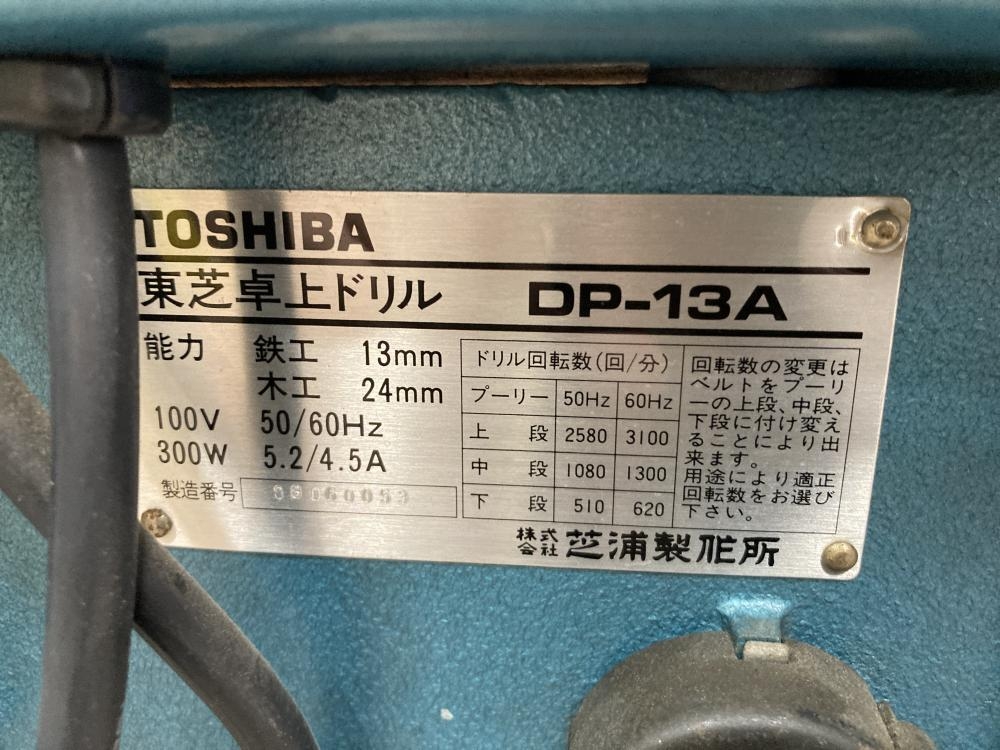 TOSHIBA
東芝卓上ドリル DP-13A
能力 鉄工 13mm
木工 24mm
100V 50/60Hz
300W 5.2/4.5A
製造番号
ドリル回転数(回/分)
プーリー 50Hz 60Hz
上段 2580 3100
中段 1080 1300
下段 510 620
回転数の変更は
ベルトをプーリ
ーの上段、中段、
下段に付け変え
ることにより出
来ます。
用途により適正
回転数をお選び
下さい。
株式会社 芝浦製作所